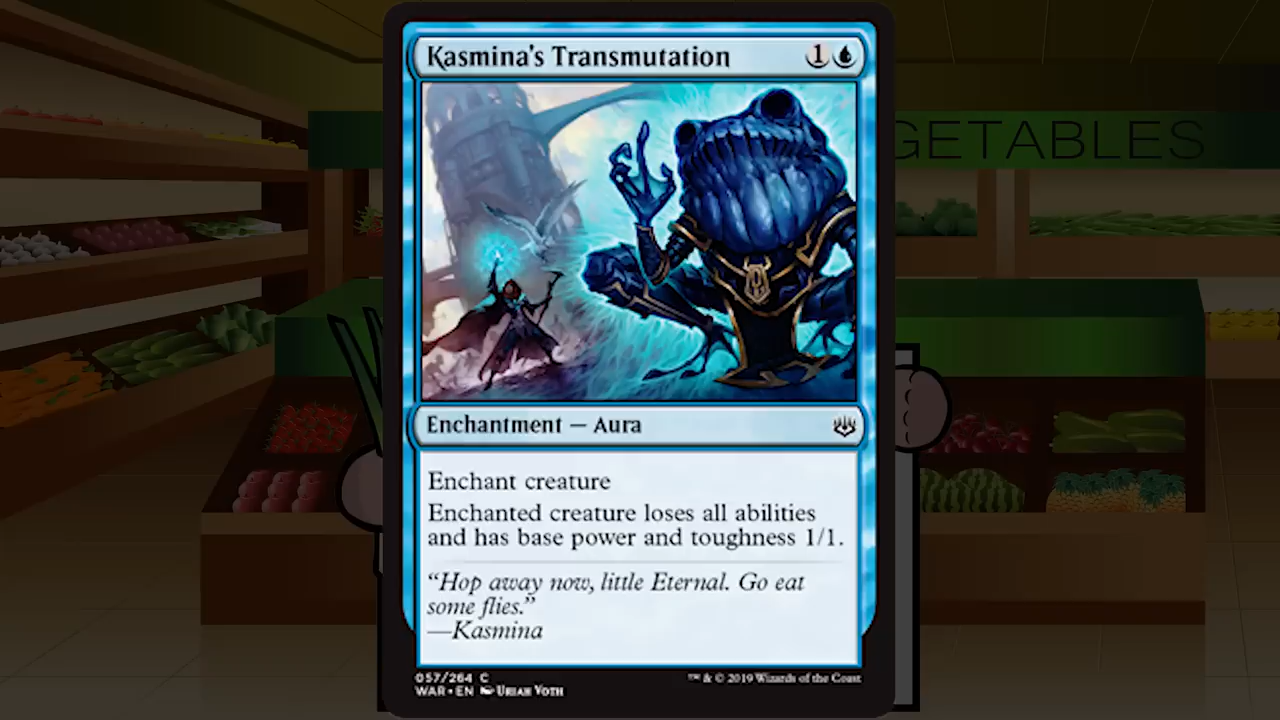 Kasmina's Transmutation 1
GETABLES
Enchantment — Aura
Enchant creature
Enchanted creature loses all abilities
and has base power and toughness 1/1.
“Hop away now, little Eternal. Go eat
some flies.”
—Kasmina
057/264 C
WAR • EN Uriah Voth
™ & © 2019 Wizards of the Coast